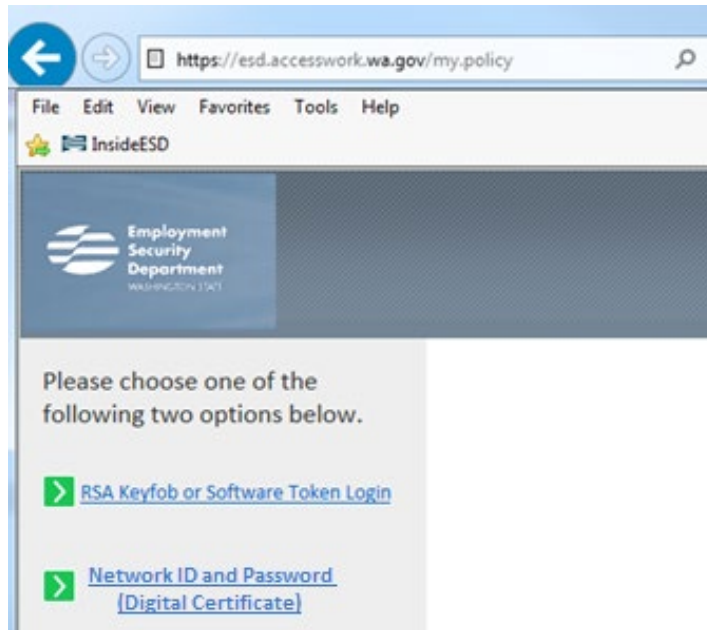 https://esd.accesswork.wa.gov/my.policy
File Edit View Favorites Tools Help
InsideESD
Employment
Security
Department
WASHINGTON STATE
Please choose one of the
following two options below.
RSA Keyfob or Software Token Login
Network ID and Password
(Digital Certificate)